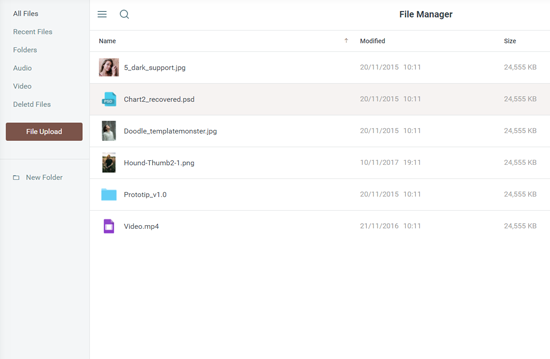 All Files
Recent Files
Folders
Audio
Video
Deletd Files
File Upload
New Folder
File Manager
Name ↑ Modified Size
5_dark_support.jpg 20/11/2015 10:11 24,555 KB
Chart2_recovered.psd 20/11/2015 10:11 24,555 KB
Doodle_templatemonster.jpg 20/11/2015 10:11 24,555 KB
Hound-Thumb2-1.png 10/11/2017 19:11 24,555 KB
Prototip_v1.0 20/11/2015 10:11 24,555 KB
Video.mp4 21/11/2016 10:11 24,555 KB